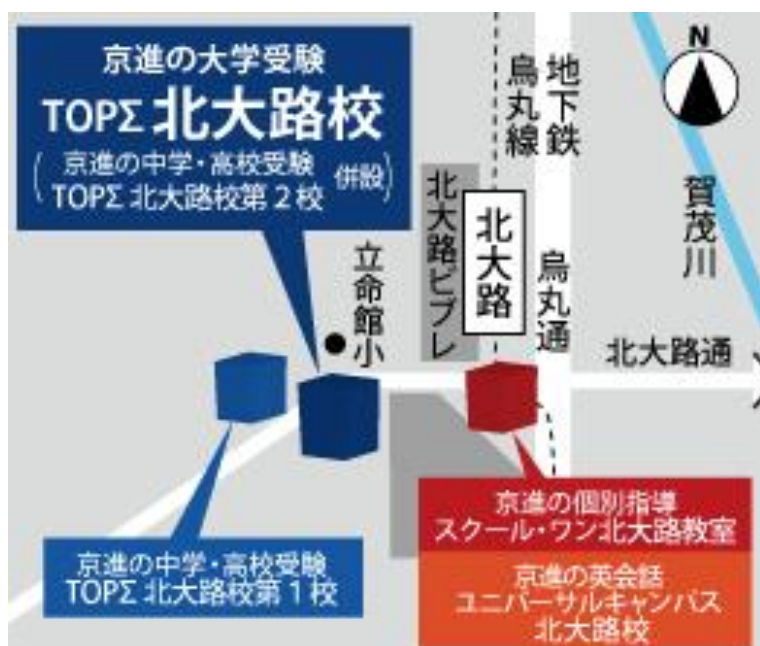 京進の大学受験
TOPΣ 北大路校
(京進の中学・高校受験
TOPΣ 北大路校第2校 併設)
N
地下鉄
烏丸線
賀茂川
北大路ビブレ
北大路
立命館小
烏丸通
北大路通
京進の個別指導
スクール・ワン北大路教室
京進の中学・高校受験
TOPΣ 北大路校第1校
京進の英会話
ユニバーサルキャンパス
北大路校